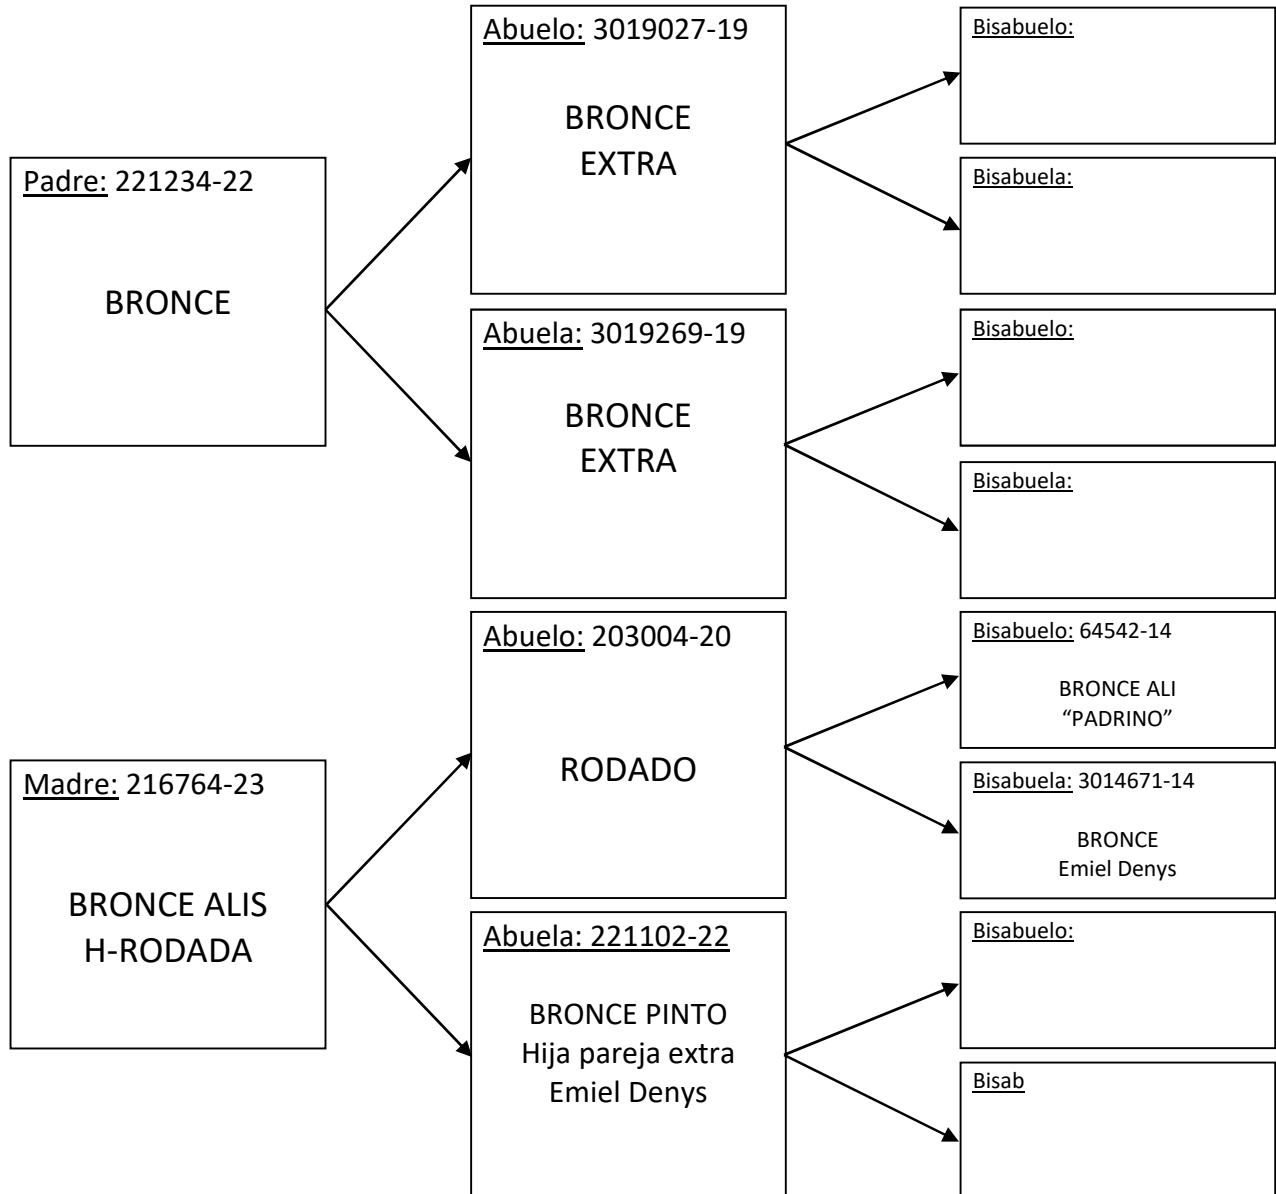 Padre: 221234-22
BRONCE
Abuelo: 3019027-19
BRONCE
EXTRA
Bisabuelo:
Bisabuela:
Abuela: 3019269-19
BRONCE
EXTRA
Bisabuelo:
Bisabuela:
Madre: 216764-23
BRONCE ALIS
H-RODADA
Abuelo: 203004-20
RODADO
Bisabuelo: 64542-14
BRONCE ALI
“PADRINO”
Bisabuela: 3014671-14
BRONCE
Emiel Denys
Abuela: 221102-22
BRONCE PINTO
Hija pareja extra
Emiel Denys
Bisabuelo:
Bisab